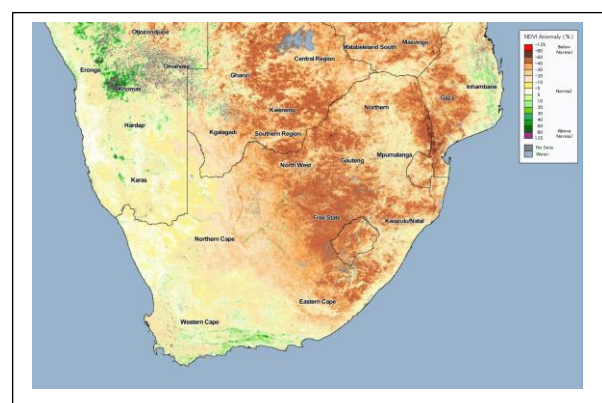 Otjozondjupa
Matabeleland South
Masvingo
Central Region
Erongo
Omaheke
Ghanzi
Inhambane
Khomas
Gaza
Kweneng
Northern
Hardap
Kgalagadi
Southern Region
North West
Gauteng
Mpumalanga
Karas
Free State
Kwazulu/Natal
Northern Cape
Eastern Cape
Western Cape
NDVI Anomaly (%)
Below
Normal
Normal
Above
Normal
No Data
Water